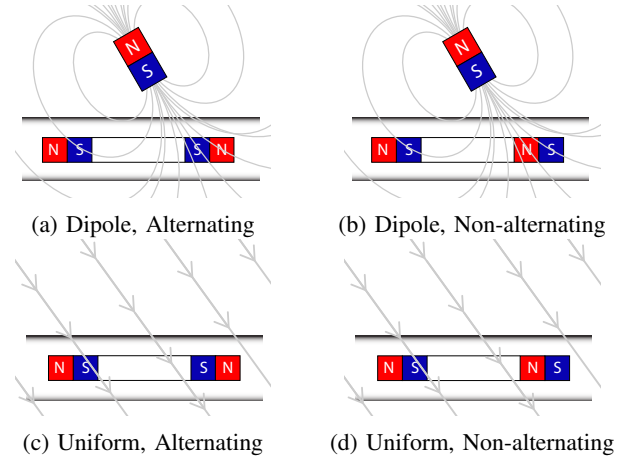 N N
S S
N S S N N S N S
(a) Dipole, Alternating (b) Dipole, Non-alternating
N S S N N S N S
(c) Uniform, Alternating (d) Uniform, Non-alternating